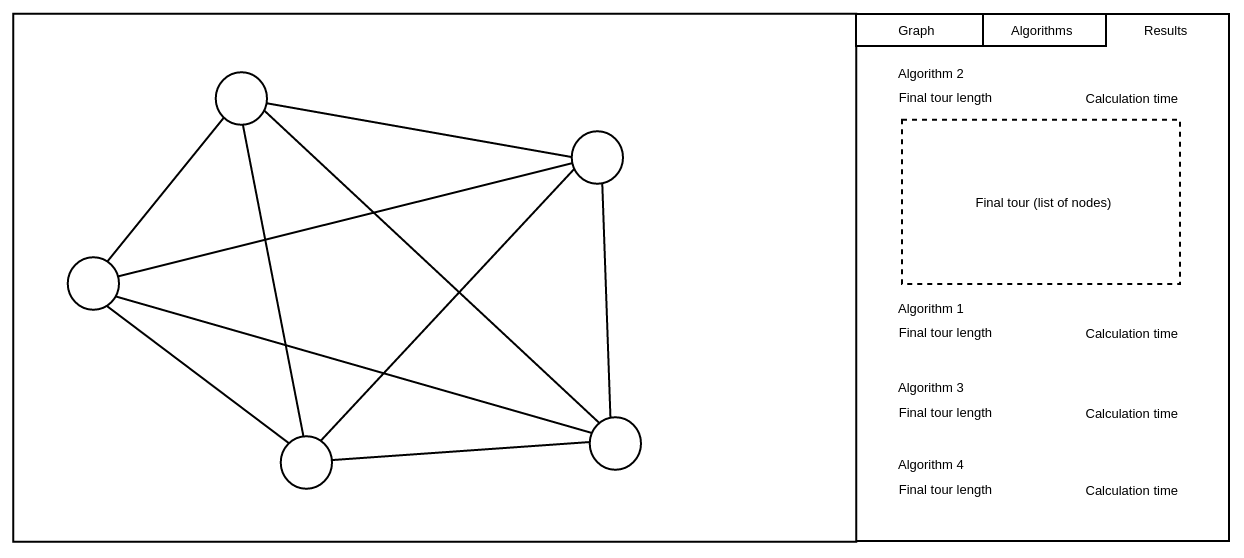 Graph
Algorithms
Results
Algorithm 2
Final tour length
Calculation time
Final tour (list of nodes)
Algorithm 1
Final tour length
Calculation time
Algorithm 3
Final tour length
Calculation time
Algorithm 4
Final tour length
Calculation time